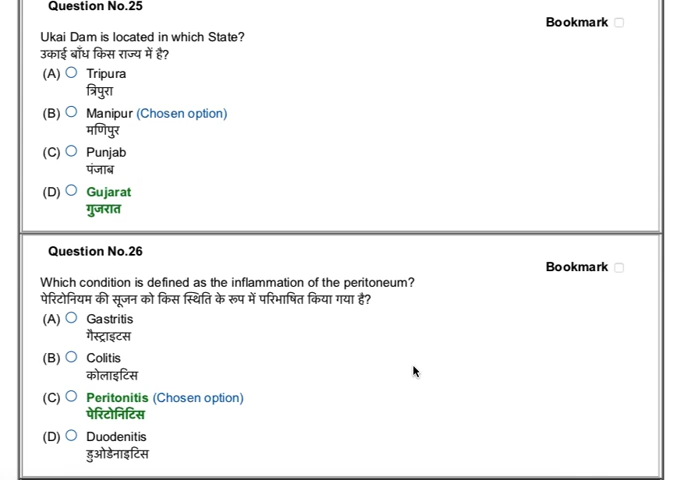 Question No.25
Bookmark
Ukai Dam is located in which State?
उकाई बाँध किस राज्य में है?
(A) Tripura
त्रिपुरा
(B) Manipur (Chosen option)
मणिपुर
(C) Punjab
पंजाब
(D) Gujarat
गुजरात
Question No.26
Bookmark
Which condition is defined as the inflammation of the peritoneum?
पेरिटोनियम की सूजन को किस स्थिति के रूप में परिभाषित किया गया है?
(A) Gastritis
गैस्ट्राइटस
(B) Colitis
कोलाइटिस
(C) Peritonitis (Chosen option)
पेरिटोनिटिस
(D) Duodenitis
डुओडेनाइटिस